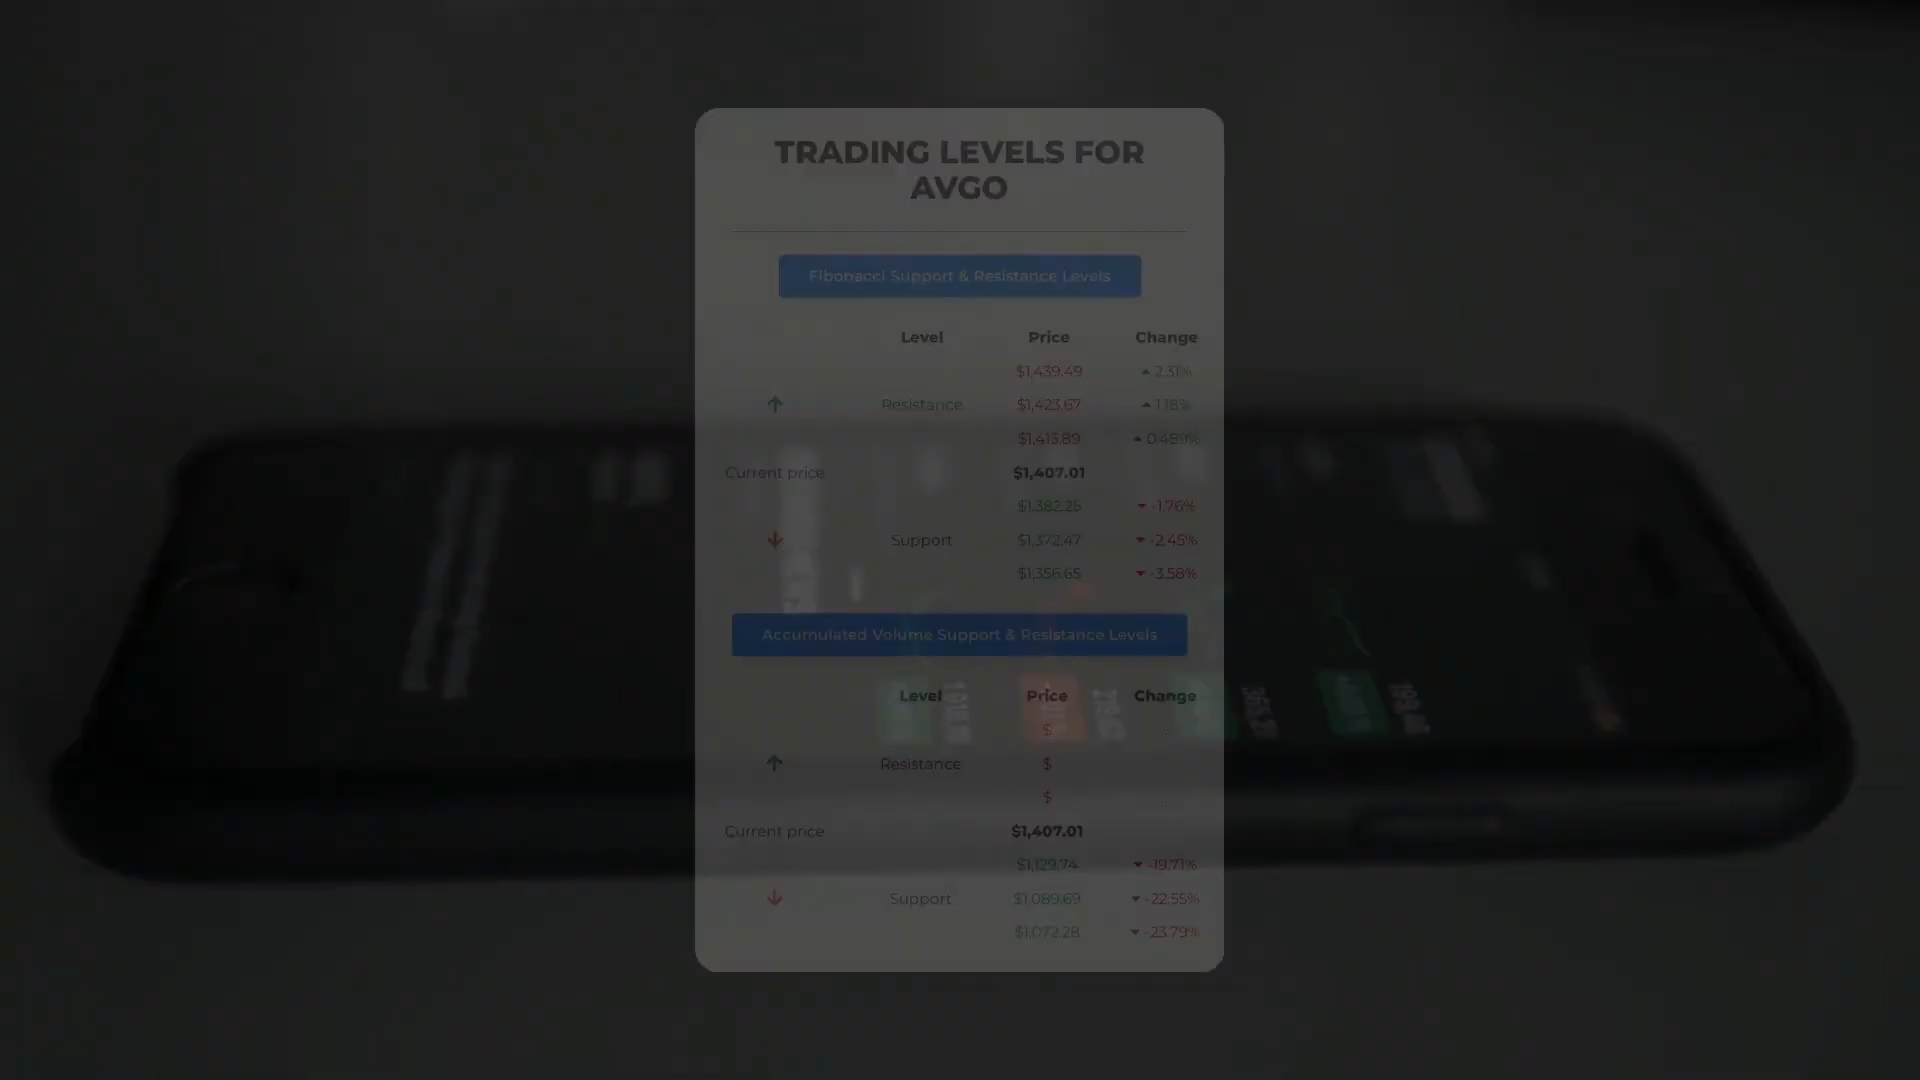 TRADING LEVELS FOR
AVGO
Fibonacci Support & Resistance Levels
Level Price Change
$1,439.49 2.31%
Resistance $1,423.67 1.18%
$1,413.89 0.489%
Current price $1,407.01
$1,382.25 -1.76%
Support $1,372.47 -2.45%
$1,356.65 -3.58%
Accumulated Volume Support & Resistance Levels
Level Price Change
$
Resistance $
$
Current price $1,407.01
$1,129.74 -19.71%
Support $1,089.69 -22.55%
$1,072.28 -23.79%